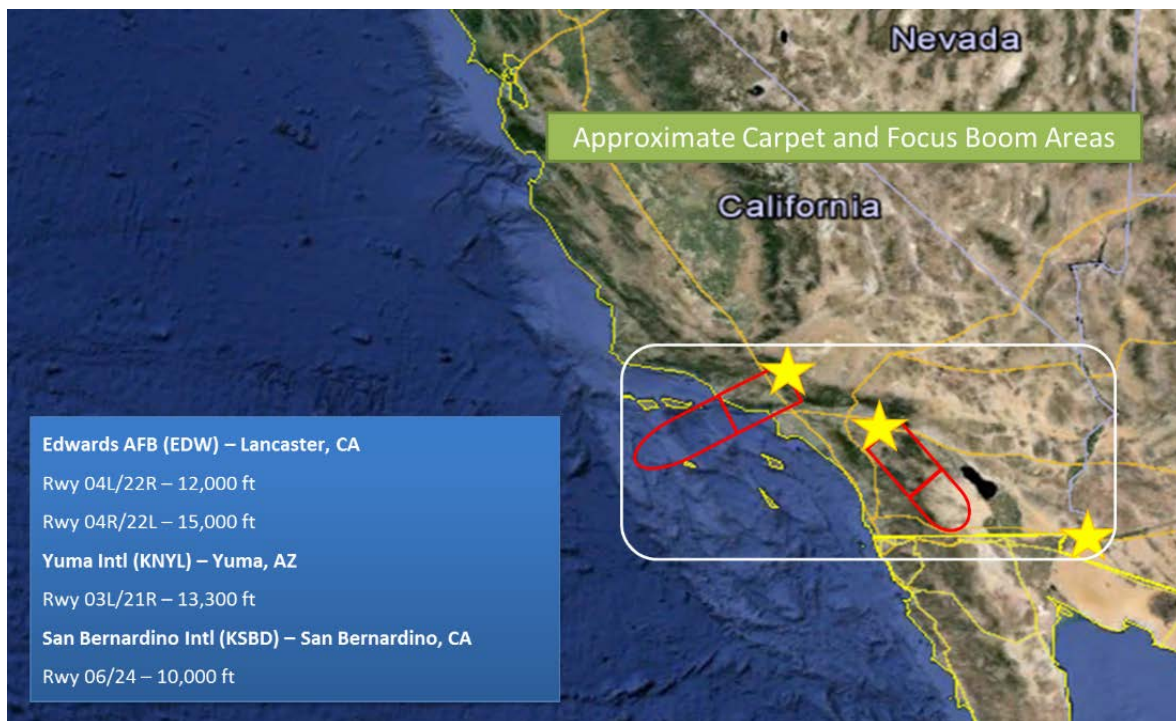 Nevada
Approximate Carpet and Focus Boom Areas
California
Edwards AFB (EDW) – Lancaster, CA
Rwy 04L/22R – 12,000 ft
Rwy 04R/22L – 15,000 ft
Yuma Intl (KNYL) – Yuma, AZ
Rwy 03L/21R – 13,300 ft
San Bernardino Intl (KSBD) – San Bernardino, CA
Rwy 06/24 – 10,000 ft